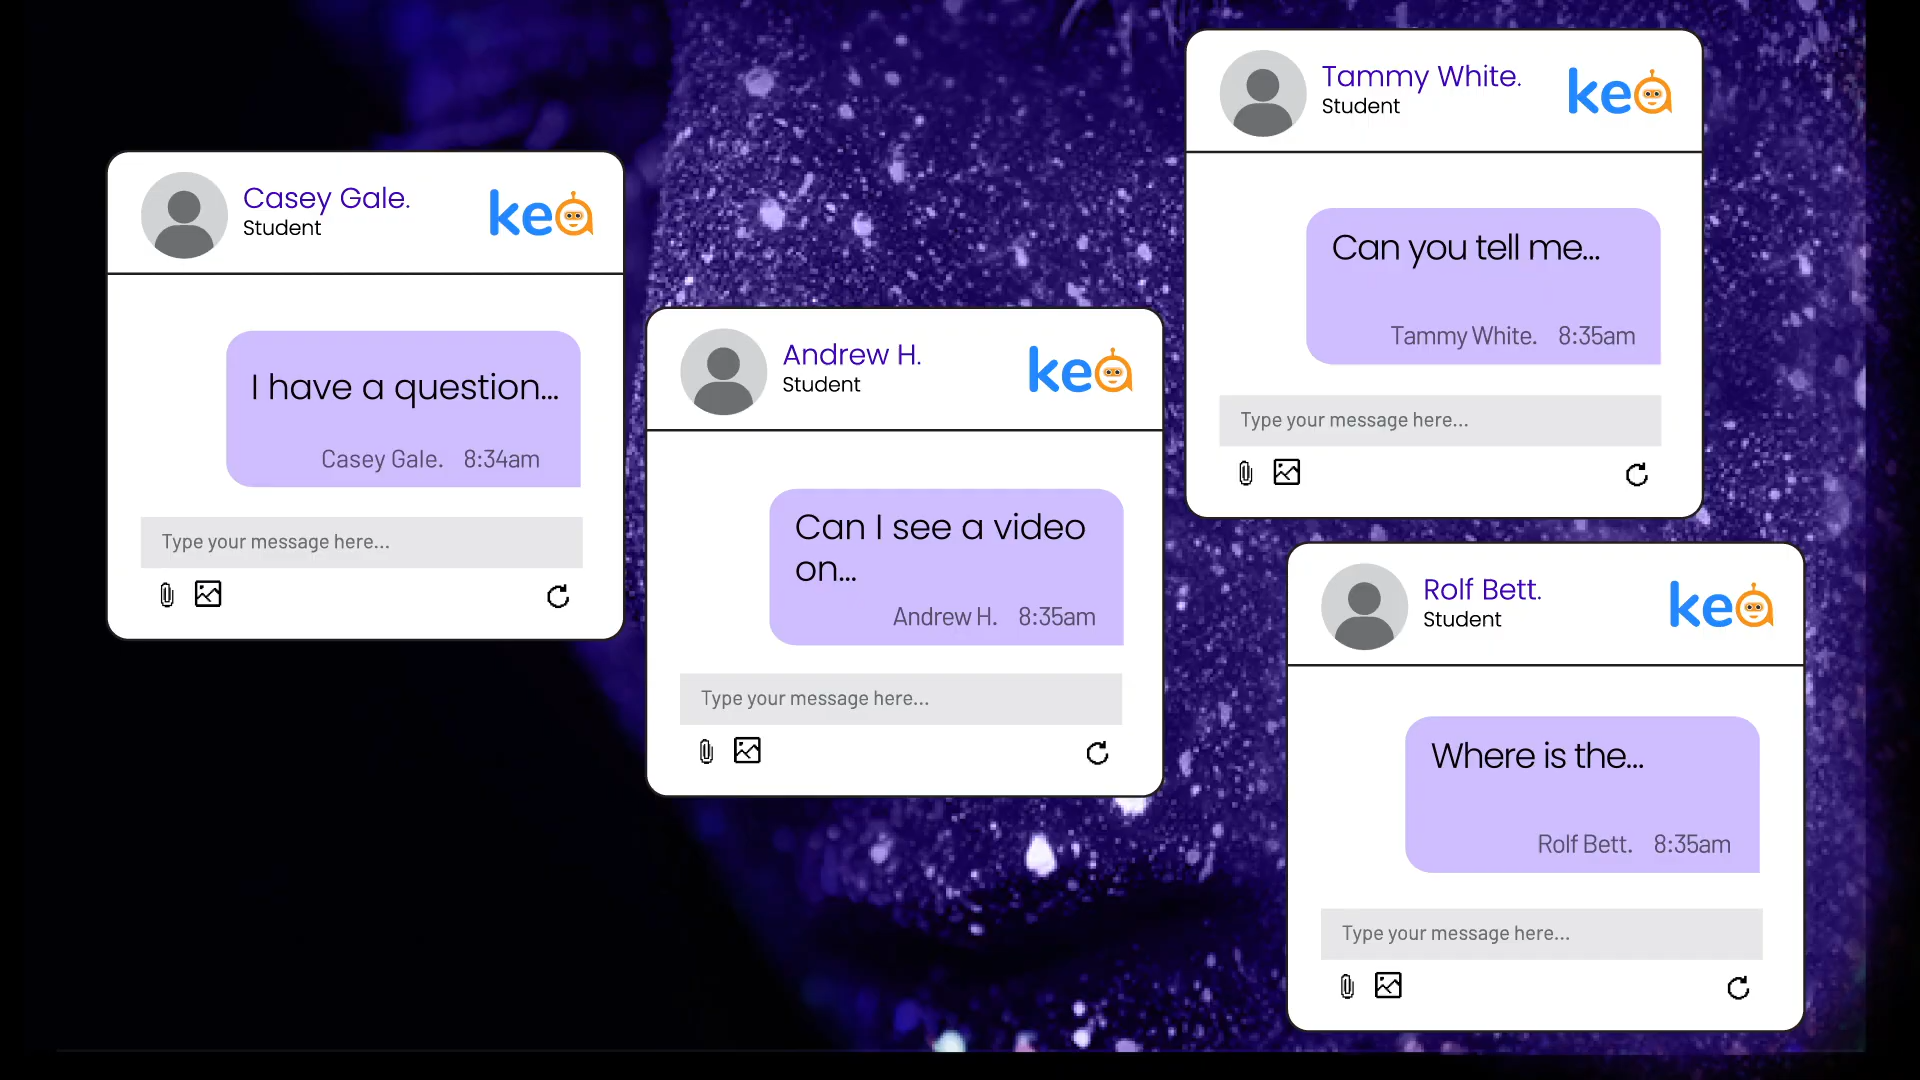 Casey Gale.
Student
kea
I have a question...
Casey Gale. 8:34am
Type your message here...
Andrew H.
Student
kea
Can I see a video
on...
Andrew H. 8:35am
Type your message here...
Tammy White.
Student
kea
Can you tell me...
Tammy White. 8:35am
Type your message here...
Rolf Bett.
Student
kea
Where is the...
Rolf Bett. 8:35am
Type your message here...